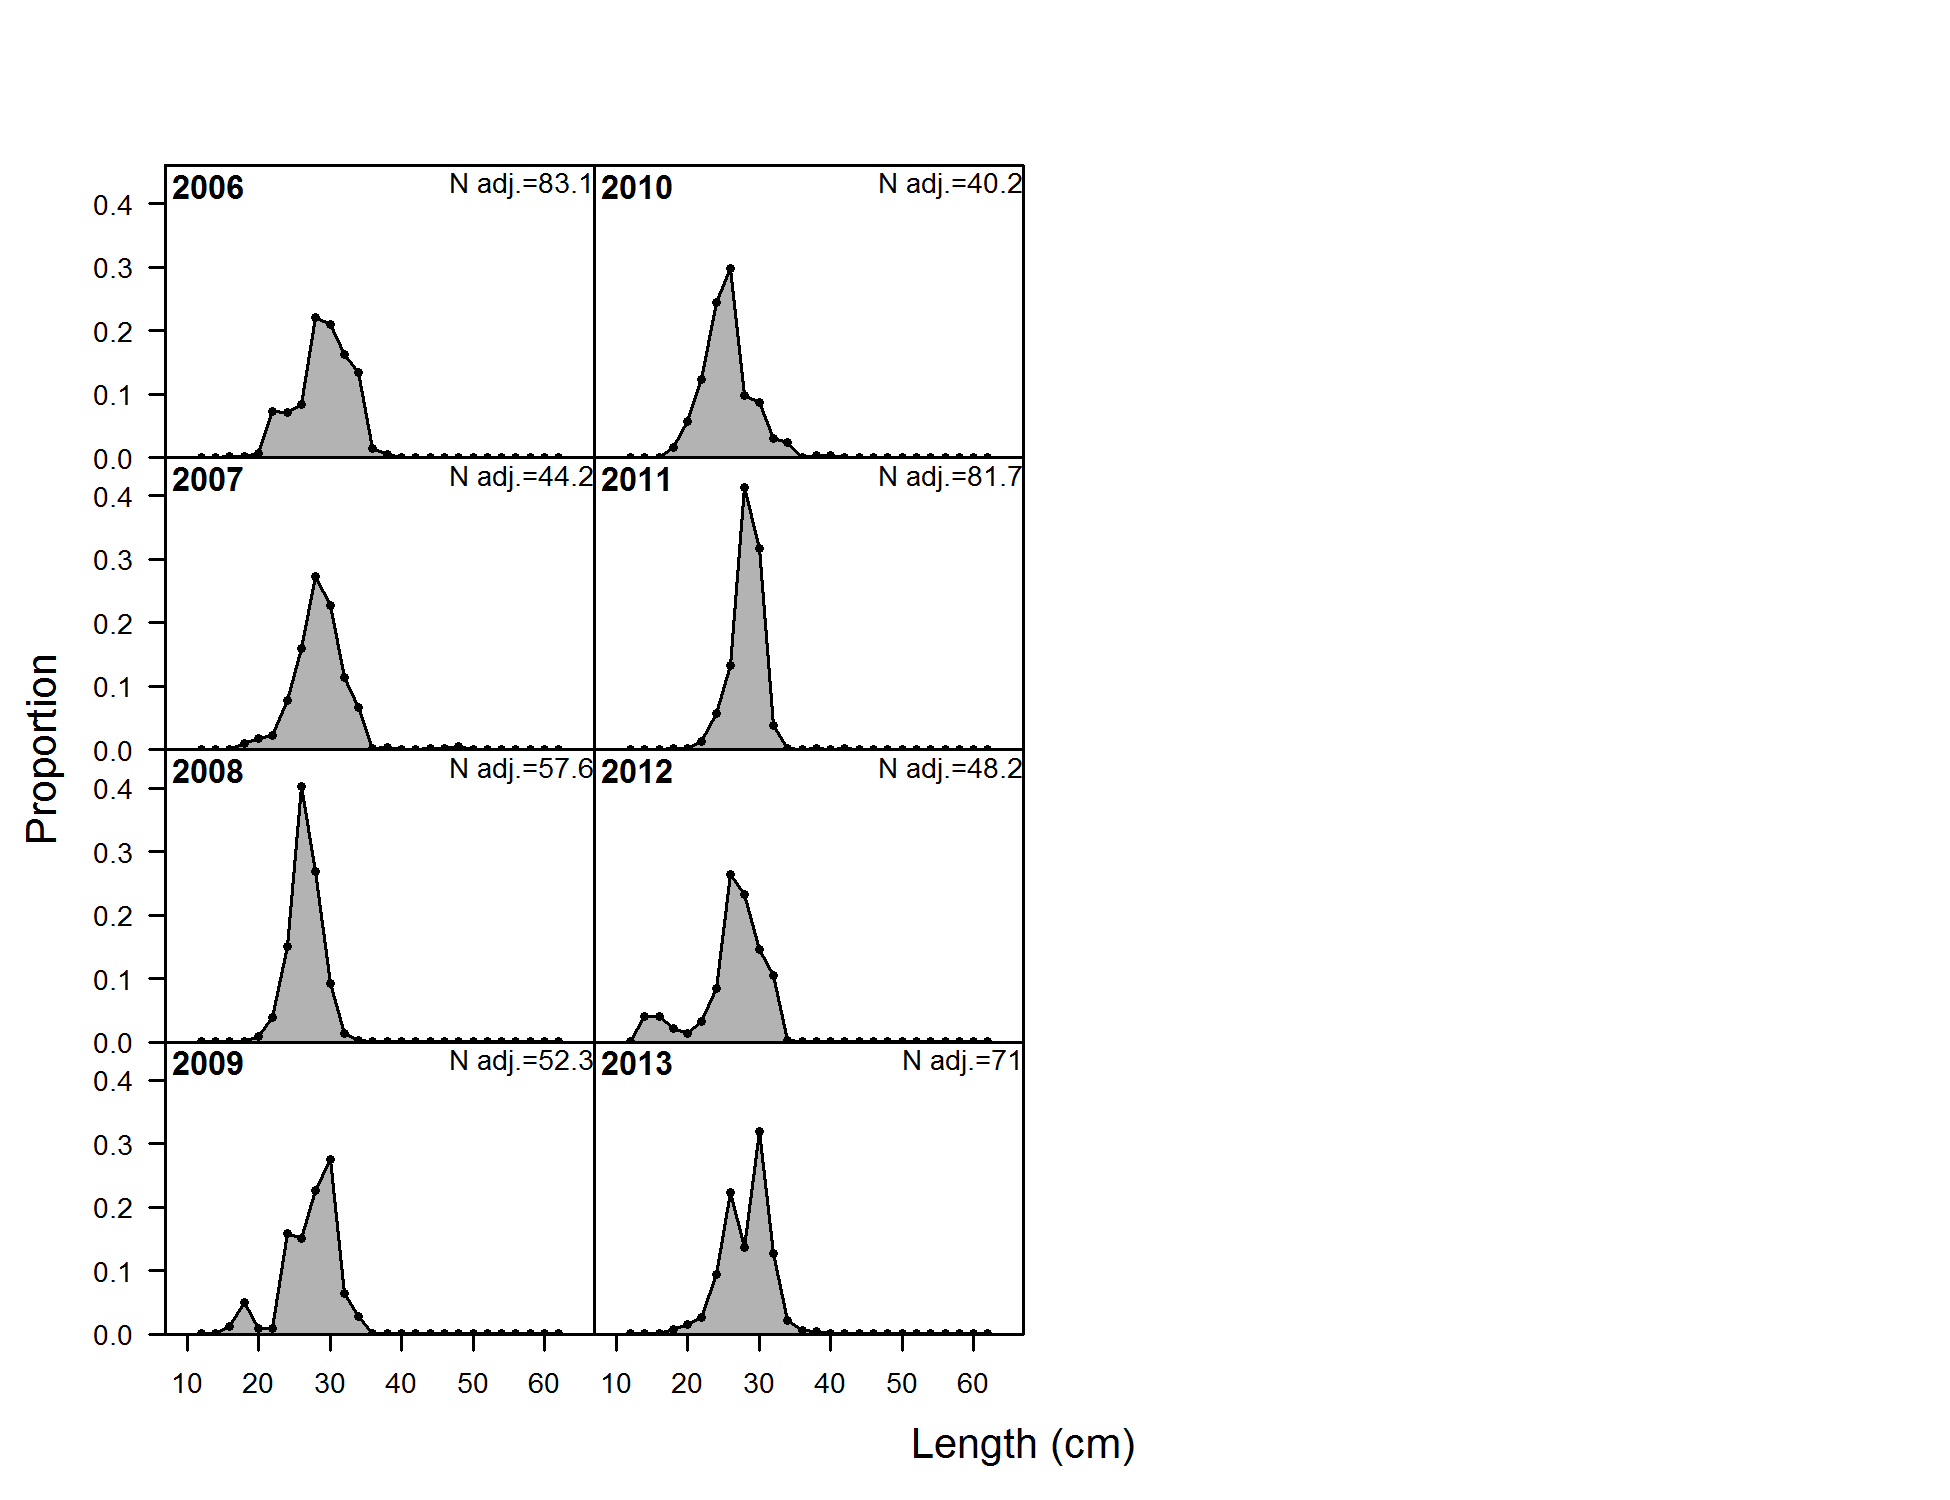 2006 N adj.=83.1
2010 N adj.=40.2
0.4
0.3
0.2
0.1
0.0
2007 N adj.=44.2
2011 N adj.=81.7
0.4
0.3
0.2
0.1
0.0
2008 N adj.=57.6
2012 N adj.=48.2
0.4
0.3
0.2
0.1
0.0
2009 N adj.=52.3
2013 N adj.=71
0.4
0.3
0.2
0.1
0.0
10 20 30 40 50 60
10 20 30 40 50 60
Proportion
Length (cm)